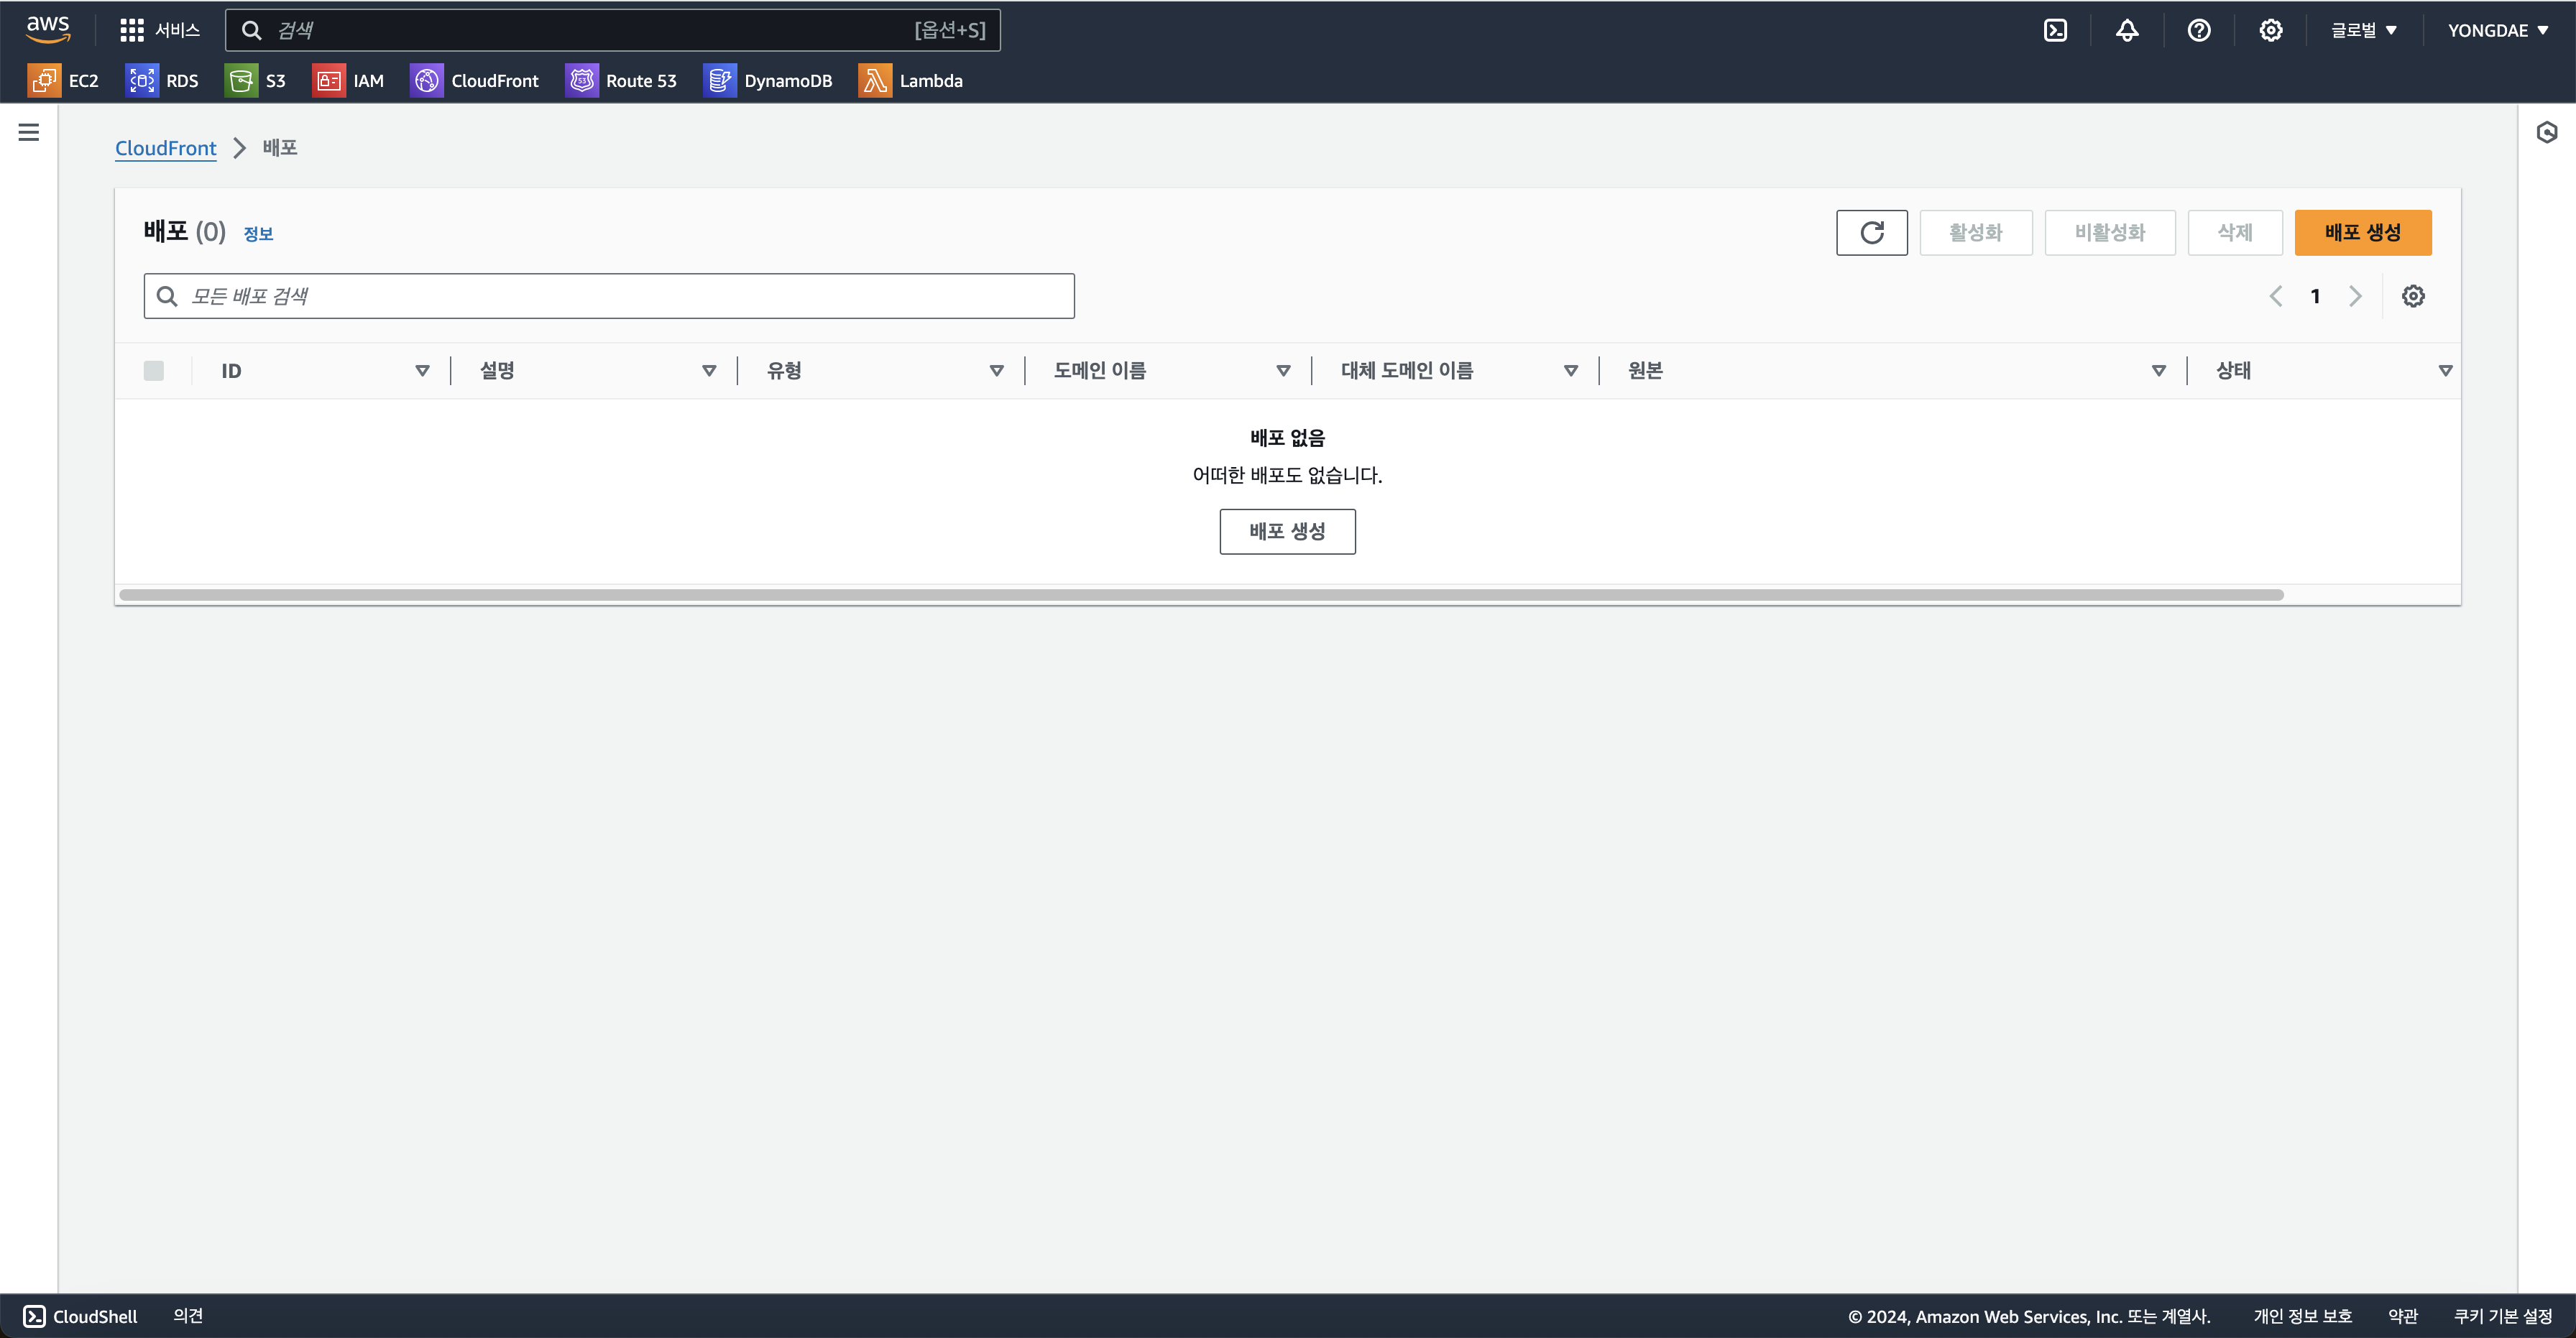 aws 서비스 검색 [옵션+S] 글로벌 YONGDAE
EC2 RDS S3 IAM CloudFront Route 53 DynamoDB Lambda
CloudFront 배포
배포 (0) 정보 활성화 비활성화 삭제 배포 생성
모든 배포 검색 1
ID 설명 유형 도메인 이름 대체 도메인 이름 원본 상태
배포 없음
어떠한 배포도 없습니다.
배포 생성
CloudShell 의견 © 2024, Amazon Web Services, Inc. 또는 계열사. 개인 정보 보호 약관 쿠키 기본 설정